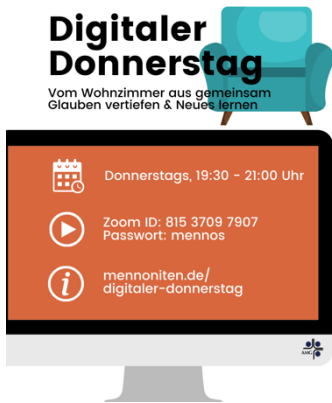 Digitaler
Donnerstag
Vom Wohnzimmer aus gemeinsam
Glauben vertiefen & Neues lernen
Donnerstags, 19:30 - 21:00 Uhr
Zoom ID: 815 3709 7907
Passwort: mennos
mennoniten.de/
digitaler-donnerstag
AMG